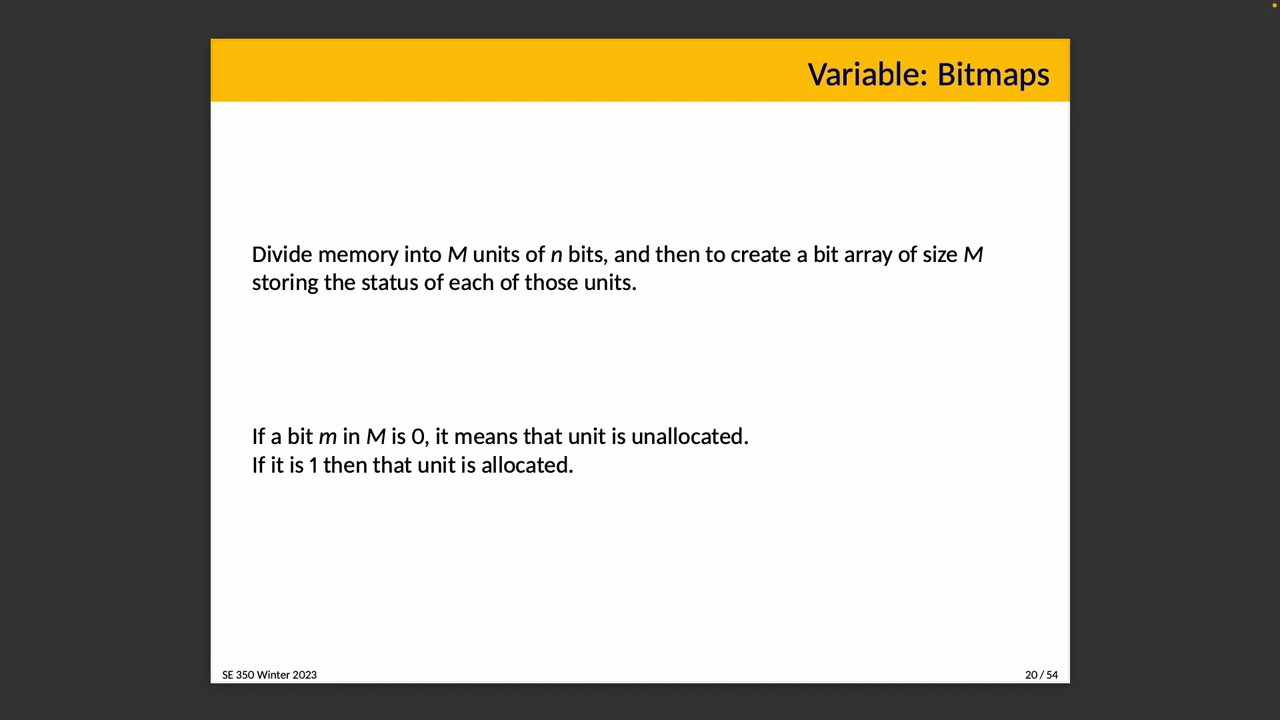 Variable: Bitmaps
Divide memory into M units of n bits, and then to create a bit array of size M
storing the status of each of those units.
If a bit m in M is 0, it means that unit is unallocated.
If it is 1 then that unit is allocated.
SE 350 Winter 2023
20 / 54